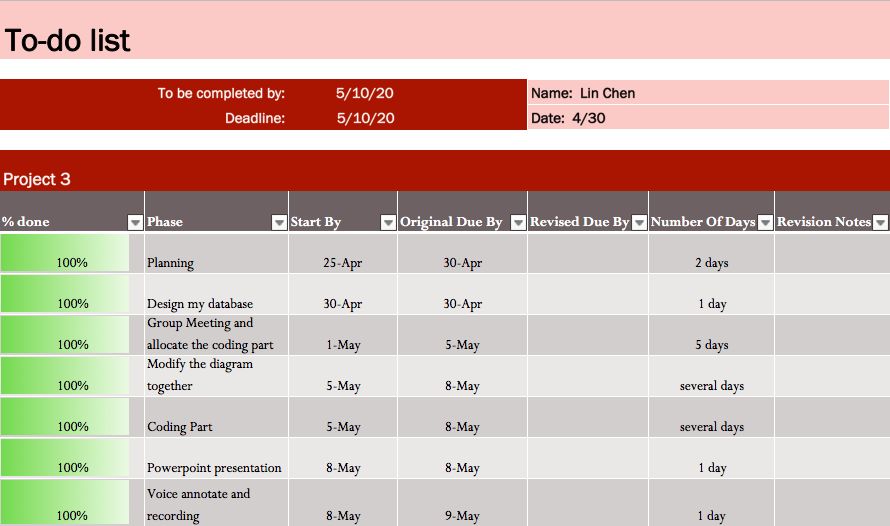 To-do list
To be completed by: 5/10/20 Name: Lin Chen
Deadline: 5/10/20 Date: 4/30
Project 3
% done Phase Start By Original Due By Revised Due By Number Of Days Revision Notes
100% Planning 25-Apr 30-Apr 2 days
100% Design my database 30-Apr 30-Apr 1 day
Group Meeting and
100% allocate the coding part 1-May 5-May 5 days
Modify the diagram
100% together 5-May 8-May several days
100% Coding Part 5-May 8-May several days
100% Powerpoint presentation 8-May 8-May 1 day
Voice annotate and
100% recording 8-May 9-May 1 day